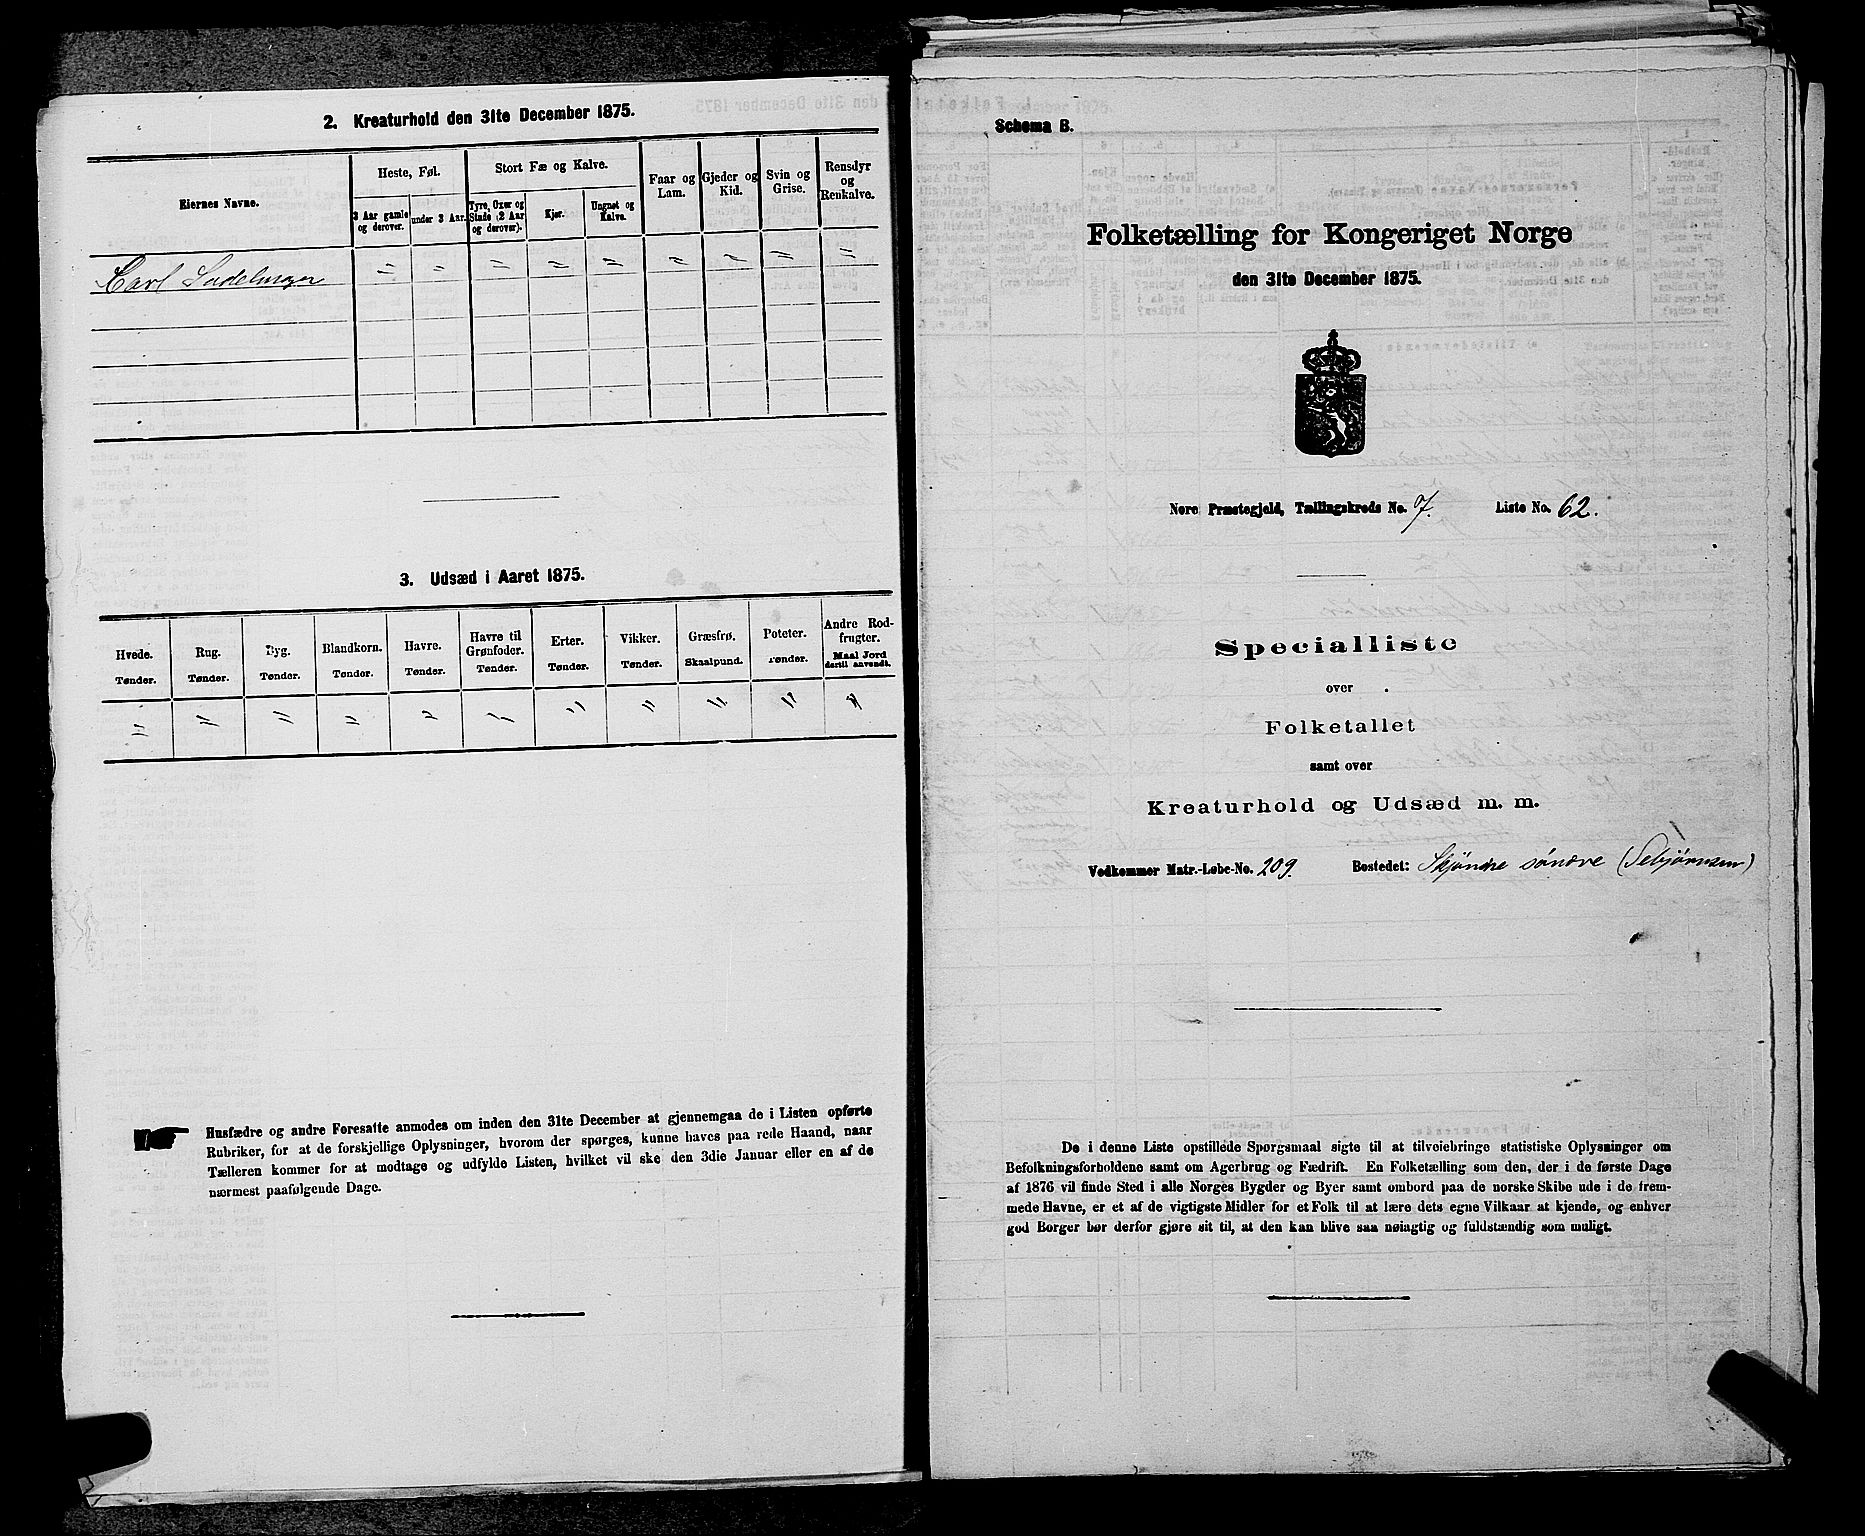 2. Kreaturhold den 31te December 1875.
Eiernes Navne.
Heste, Føl.
Stort Fæ og Kalve.
Faar og Lam.
Gjeder og Kid.
Svin og Grise.
Rensdyr og Renkalve.
3 Aar gamle og derover.
under 3 Aar.
Tyre, Oxer og Stude (2 Aar og derover).
Kjør.
Ungnøt og Kalve.
Carl
" " " " " " " " "
3. Udsæd i Aaret 1875.
Hvede. Tønder.
Rug. Tønder.
Byg. Tønder.
Blandkorn. Tønder.
Havre. Tønder.
Havre til Grønfoder. Tønder.
Erter. Tønder.
Vikker. Tønder.
Græsfrø. Skaalpund.
Poteter. Tønder.
Andre Rodfrugter. Maal Jord dertil anvendt.
" " " " " " " " " " "
Husfædre og andre Foresatte anmodes om inden den 31te December at gjennemgaa de i Listen opførte
Rubriker, for at de forskjellige Oplysninger, hvorom der spørges, kunne haves paa rede Haand, naar
Tælleren kommer for at modtage og udfylde Listen, hvilket vil ske den 3die Januar eller en af de
nærmest paafølgende Dage.
Schema B.
Folketælling for Kongeriget Norge
den 31te December 1875.
Nore Præstegjeld, Tællingskreds No. 7. Liste No. 62.
Specialliste
over
Folketallet
samt over
Kreaturhold og Udsæd m. m.
Vedkommer Matr.-Løbe-No. 209. Bostedet: Skjønne søndre (Sebjørnsen)
De i denne Liste opstillede Spørgsmaal sigte til at tilveiebringe statistiske Oplysninger om
Befolkningsforholdene samt om Agerbrug og Fædrift. En Folketælling som den, der i de første Dage
af 1876 vil finde Sted i alle Norges Bygder og Byer samt ombord paa de norske Skibe ude i de frem-
mede Havne, er et af de vigtigste Midler for et Folk til at lære dets egne Vilkaar at kjende, og enhver
god Borger bør derfor gjøre sit til, at den kan blive saa nøiagtig og fuldstændig som muligt.